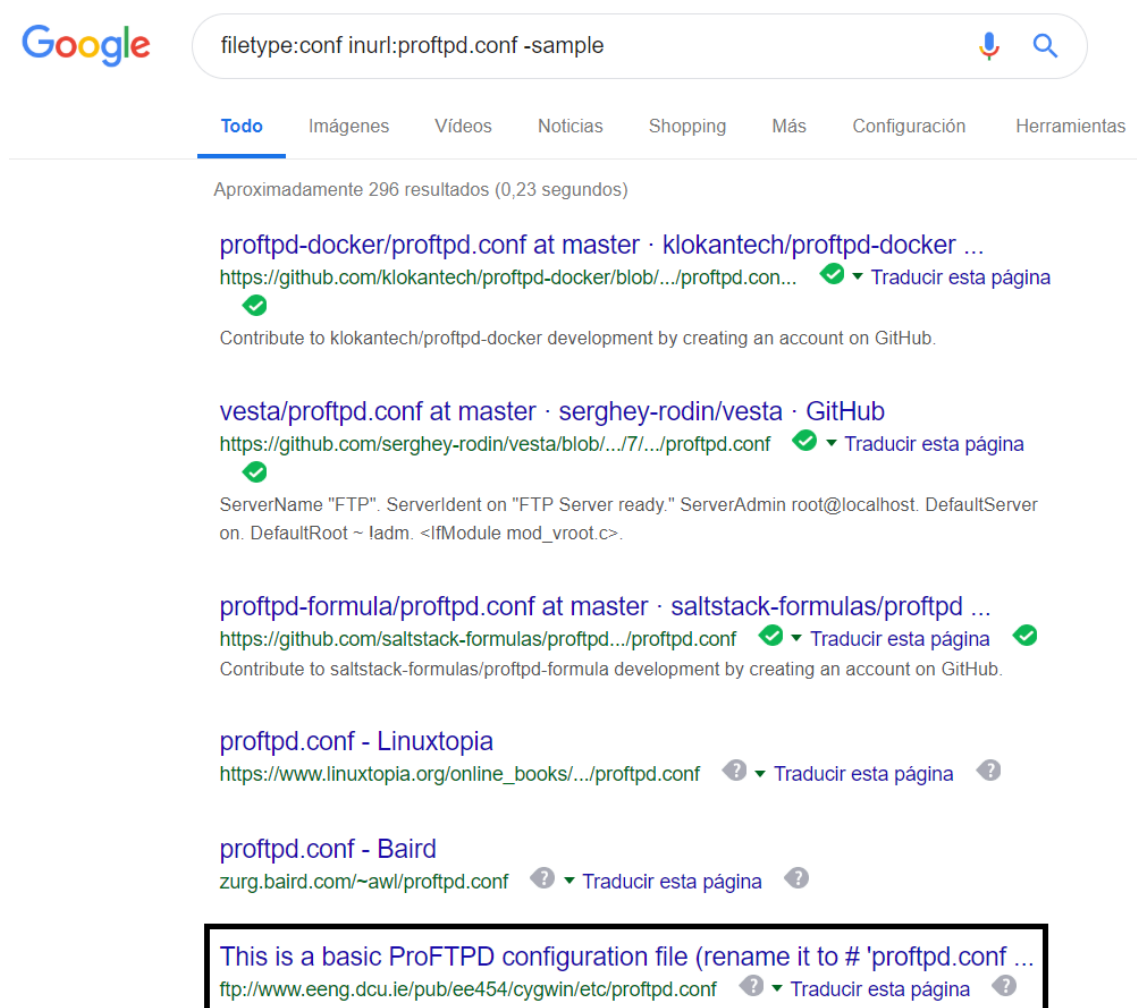 Google
filetype:conf inurl:proftpd.conf -sample
Todo Imágenes Vídeos Noticias Shopping Más Configuración Herramientas
Aproximadamente 296 resultados (0,23 segundos)
proftpd-docker/proftpd.conf at master · klokantech/proftpd-docker ...
https://github.com/klokantech/proftpd-docker/blob/.../proftpd.con... Traducir esta página
Contribute to klokantech/proftpd-docker development by creating an account on GitHub.
vesta/proftpd.conf at master · serghey-rodin/vesta · GitHub
https://github.com/serghey-rodin/vesta/blob/.../7/.../proftpd.conf Traducir esta página
ServerName "FTP". ServerIdent on "FTP Server ready." ServerAdmin root@localhost. DefaultServer
on. DefaultRoot ~ !adm. <IfModule mod_vroot.c>.
proftpd-formula/proftpd.conf at master · saltstack-formulas/proftpd ...
https://github.com/saltstack-formulas/proftpd.../proftpd.conf Traducir esta página
Contribute to saltstack-formulas/proftpd-formula development by creating an account on GitHub.
proftpd.conf - Linuxtopia
https://www.linuxtopia.org/online_books/.../proftpd.conf Traducir esta página
proftpd.conf - Baird
zurg.baird.com/~awl/proftpd.conf Traducir esta página
This is a basic ProFTPD configuration file (rename it to # 'proftpd.conf ...
ftp://www.eeng.dcu.ie/pub/ee454/cygwin/etc/proftpd.conf Traducir esta página